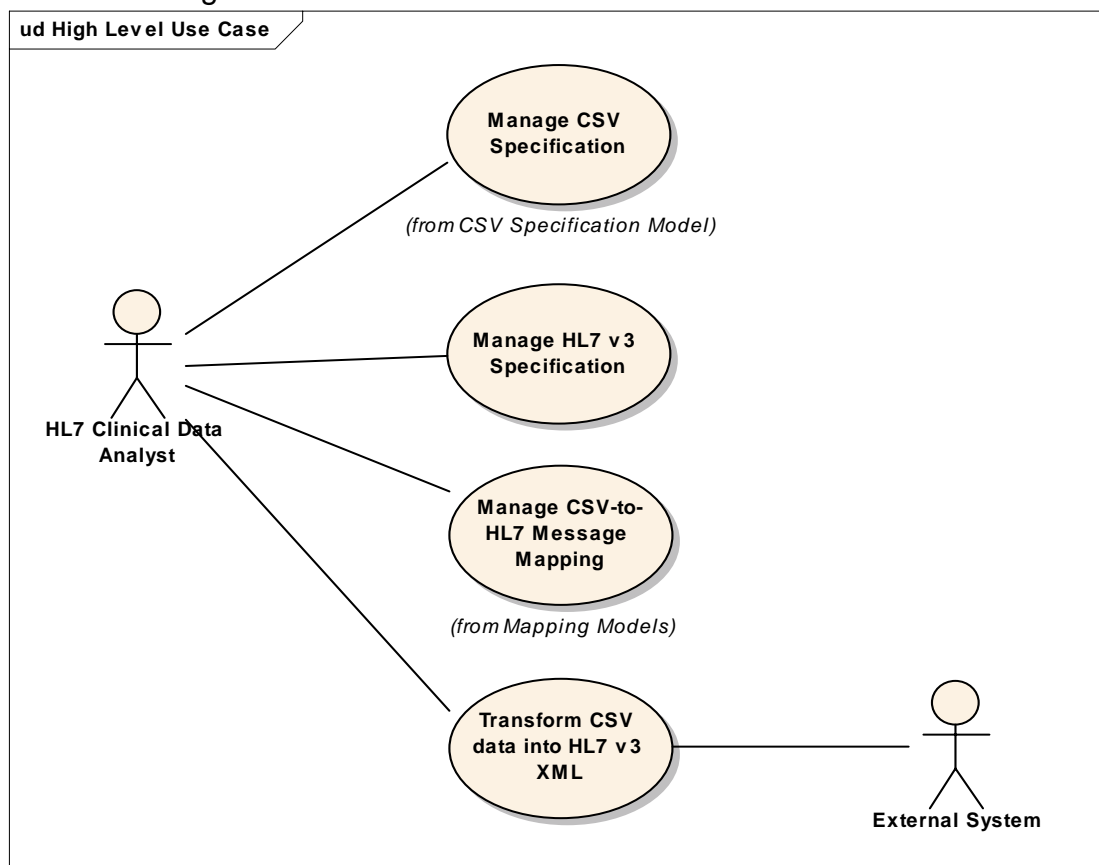 ud High Level Use Case
Manage CSV
Specification
(from CSV Specification Model)
Manage HL7 v3
Specification
HL7 Clinical Data
Analyst
Manage CSV-to-
HL7 Message
Mapping
(from Mapping Models)
Transform CSV
data into HL7 v3
XML
External System